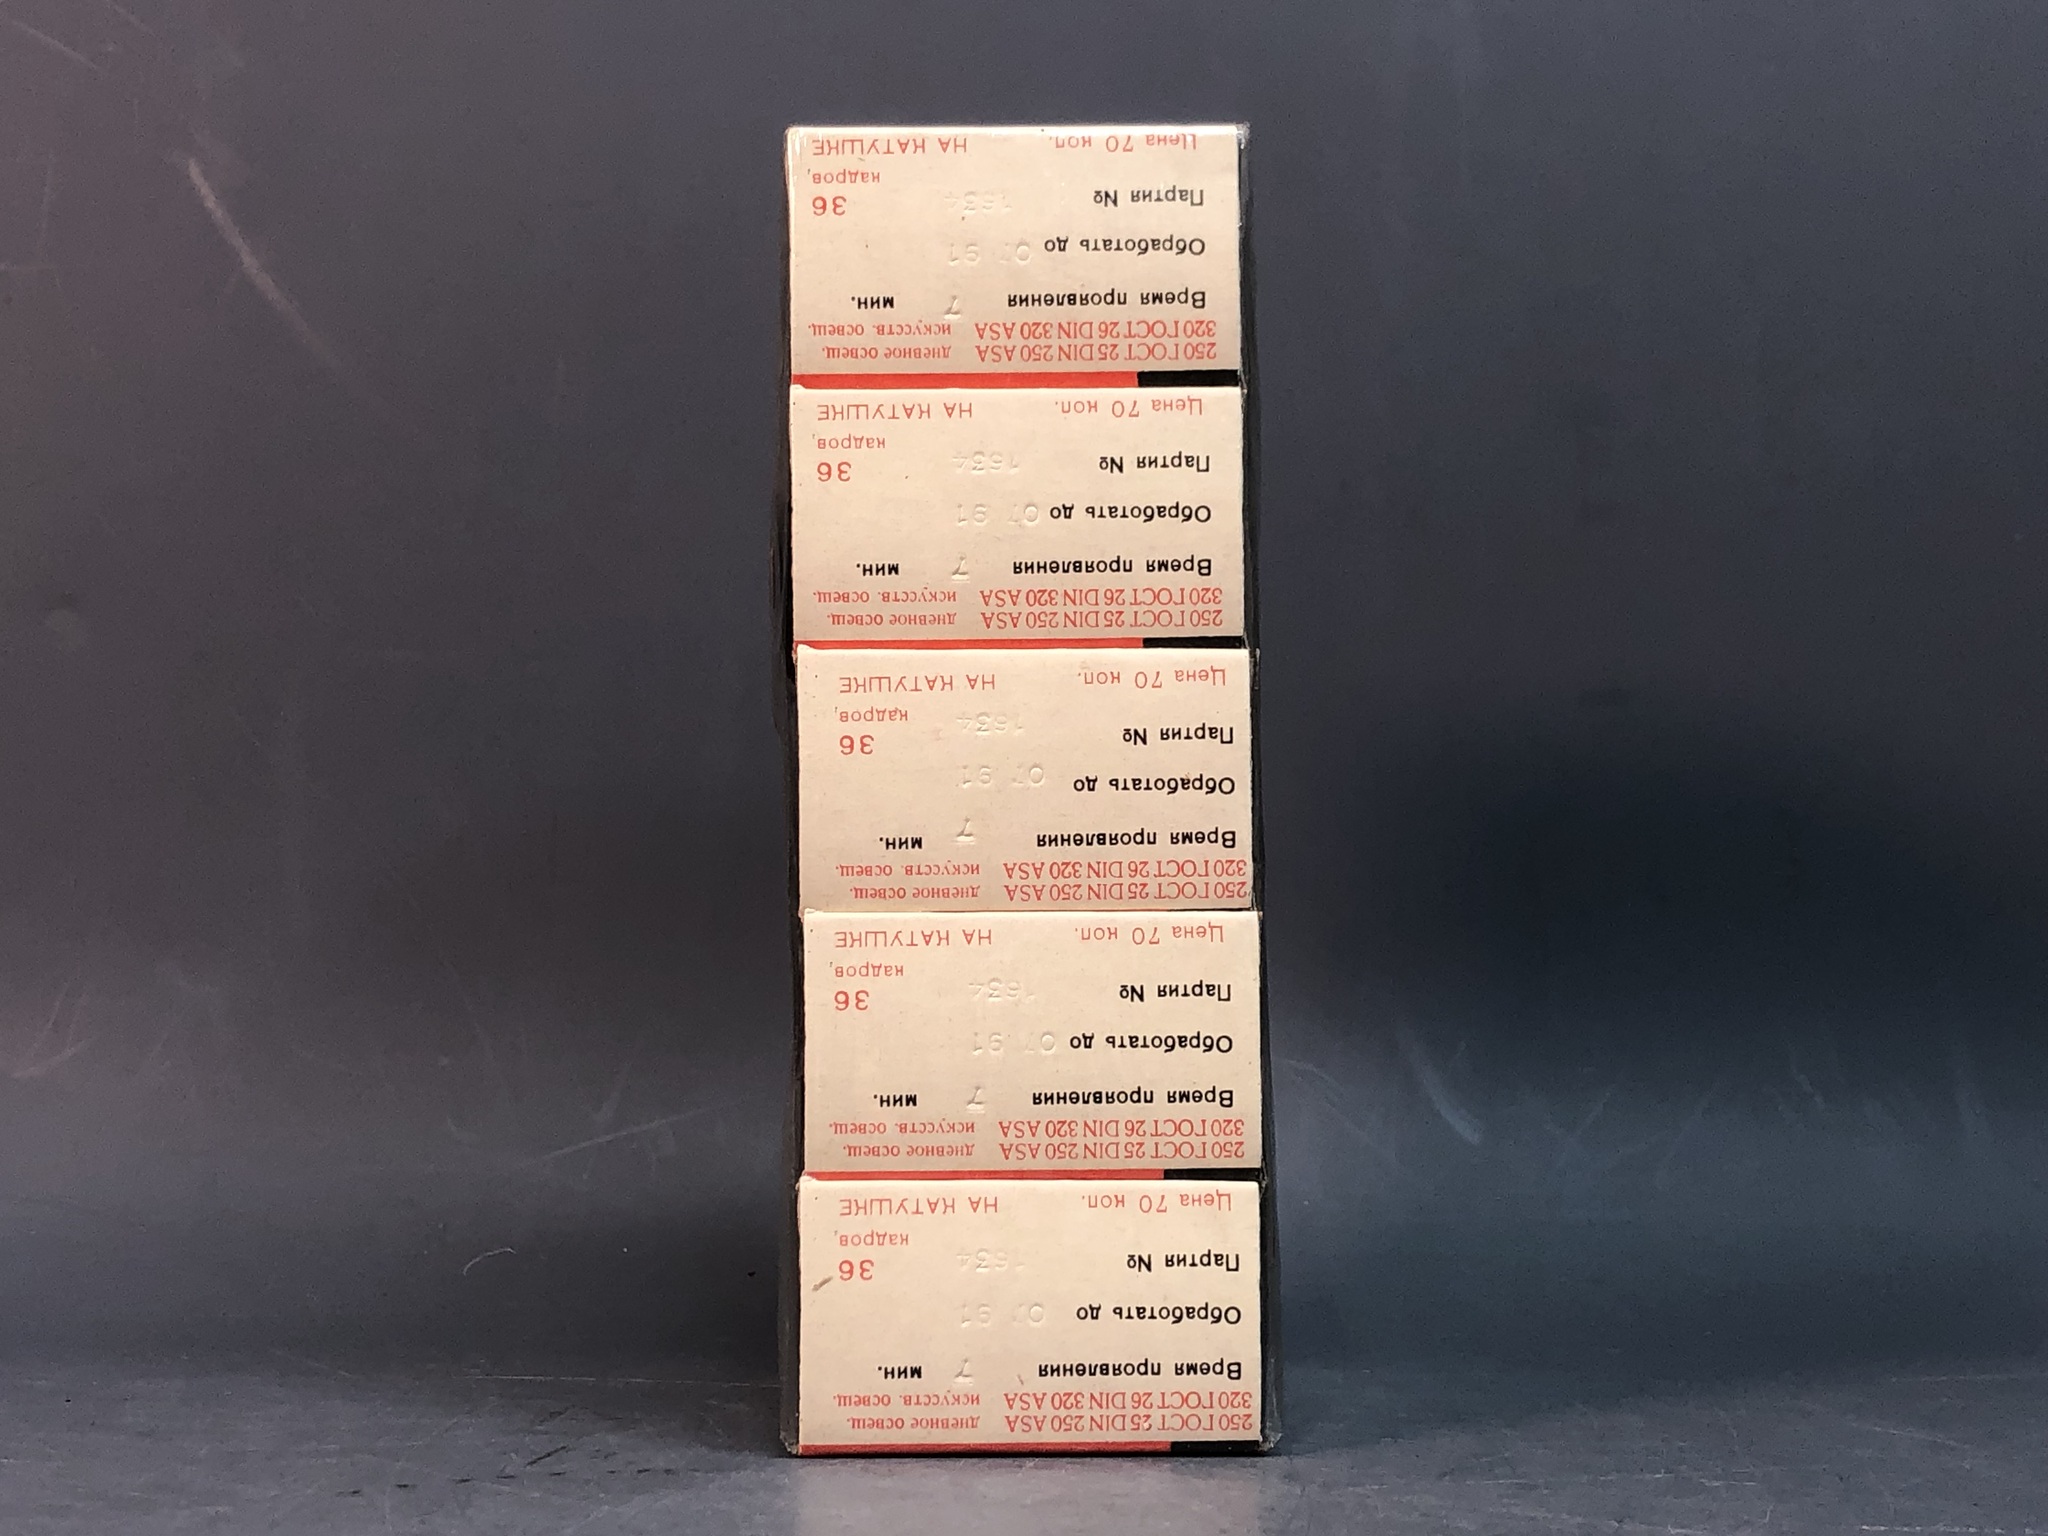 250 ГОСТ 25 DIN 250 ASA дневное освещ.
320 ГОСТ 26 DIN 320 ASA искусств. освещ.
Время проявления 7 мин.
Обработать до 07 91
Партия № 1634 36
кадров,
Цена 70 коп. НА КАТУШКЕ
250 ГОСТ 25 DIN 250 ASA дневное освещ.
320 ГОСТ 26 DIN 320 ASA искусств. освещ.
Время проявления 7 мин.
Обработать до 07 91
Партия № 1634 36
кадров,
Цена 70 коп. НА КАТУШКЕ
250 ГОСТ 25 DIN 250 ASA дневное освещ.
320 ГОСТ 26 DIN 320 ASA искусств. освещ.
Время проявления 7 мин.
Обработать до 07 91
Партия № 1634 36
кадров,
Цена 70 коп. НА КАТУШКЕ
250 ГОСТ 25 DIN 250 ASA дневное освещ.
320 ГОСТ 26 DIN 320 ASA искусств. освещ.
Время проявления 7 мин.
Обработать до 07 91
Партия № 1634 36
кадров,
Цена 70 коп. НА КАТУШКЕ
250 ГОСТ 25 DIN 250 ASA дневное освещ.
320 ГОСТ 26 DIN 320 ASA искусств. освещ.
Время проявления 7 мин.
Обработать до 07 91
Партия № 1634 36
кадров,
Цена 70 коп. НА КАТУШКЕ